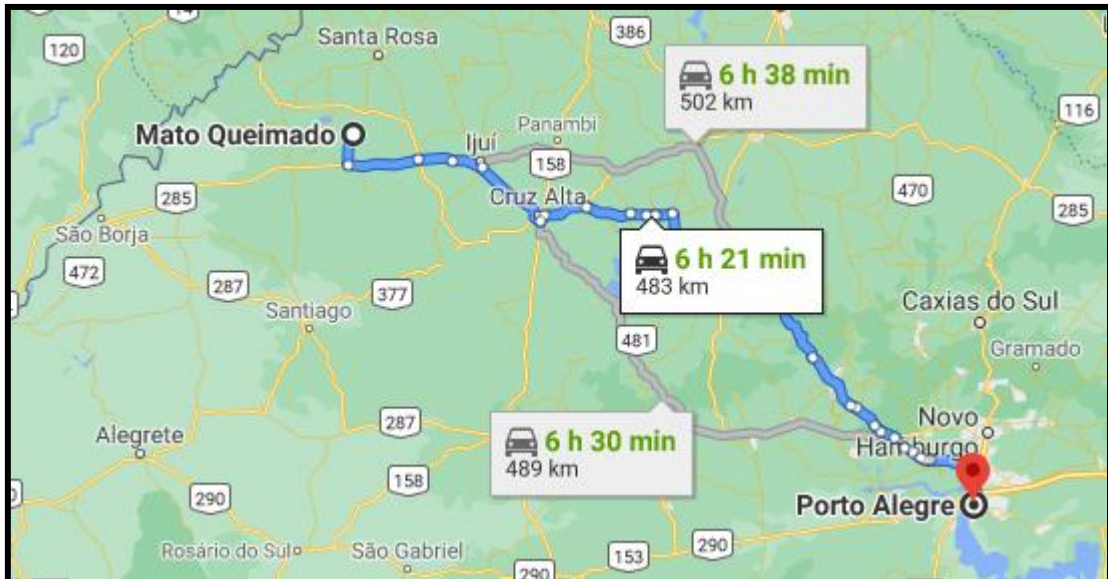 120
Santa Rosa
386
6 h 38 min
502 km
116
Mato Queimado
Ijuí
Panambi
158
Cruz Alta
470
285
285
São Borja
6 h 21 min
483 km
472
287
377
Santiago
Caxias do Sul
481
Gramado
287
6 h 30 min
489 km
Novo
Hamburgo
Alegrete
158
290
Porto Alegre
Rosário do Sul
São Gabriel
153
290
290